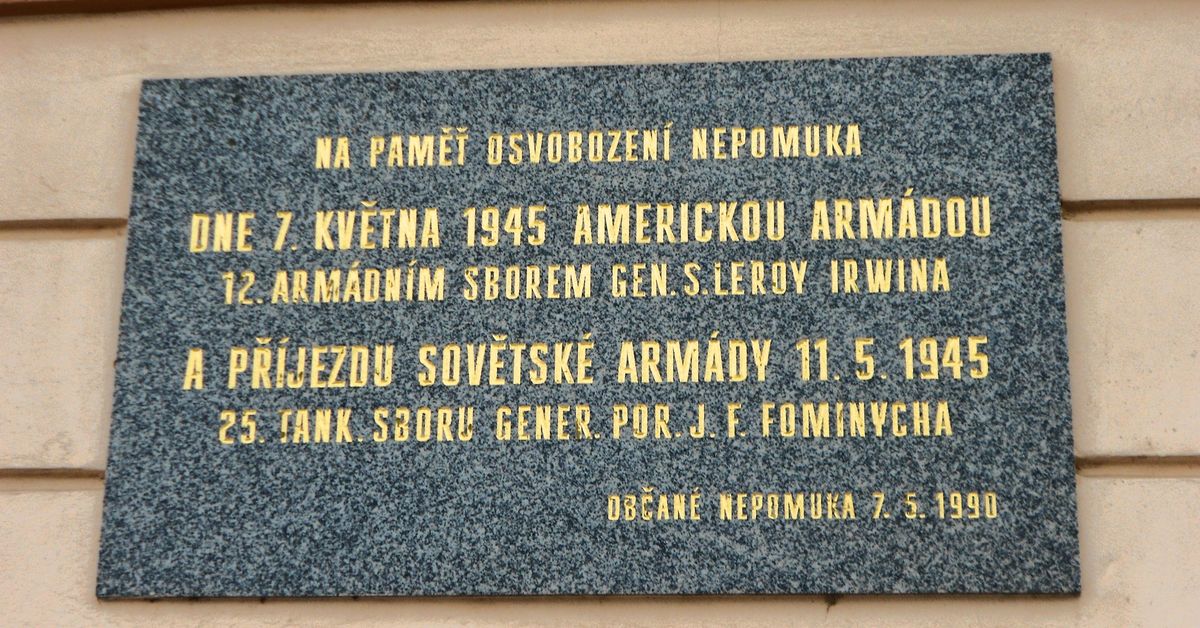 NA PAMĚŤ OSVOBOZENÍ NEPOMUKA
DNE 7. KVĚTNA 1945 AMERICKOU ARMÁDOU
12. ARMÁDNÍM SBOREM GEN. S. LEROY IRWINA
A PŘÍJEZDU SOVĚTSKÉ ARMÁDY 11. 5. 1945
25. TANK. SBORU GENER. POR. J. F. FOMINYCHA
OBČANÉ NEPOMUKA 7. 5. 1990